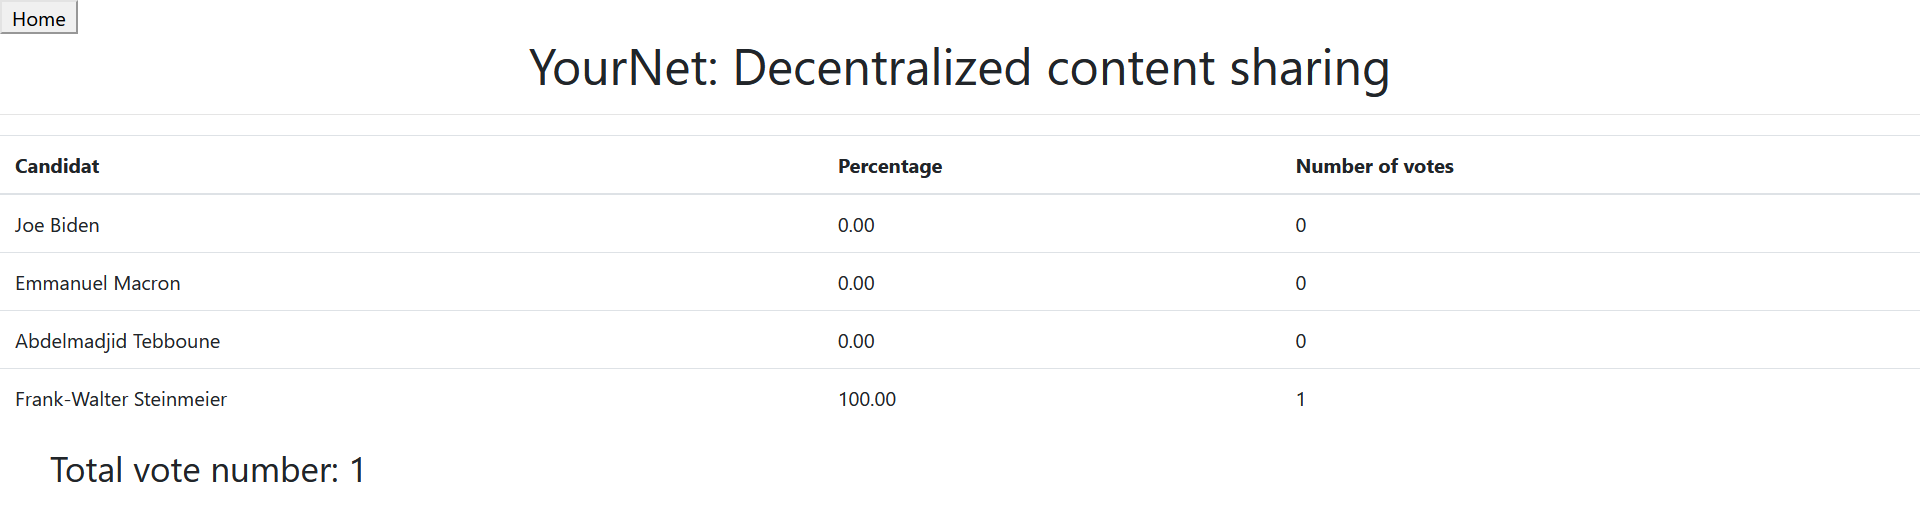 Home
YourNet: Decentralized content sharing
Candidat Percentage Number of votes
Joe Biden 0.00 0
Emmanuel Macron 0.00 0
Abdelmadjid Tebboune 0.00 0
Frank-Walter Steinmeier 100.00 1
Total vote number: 1